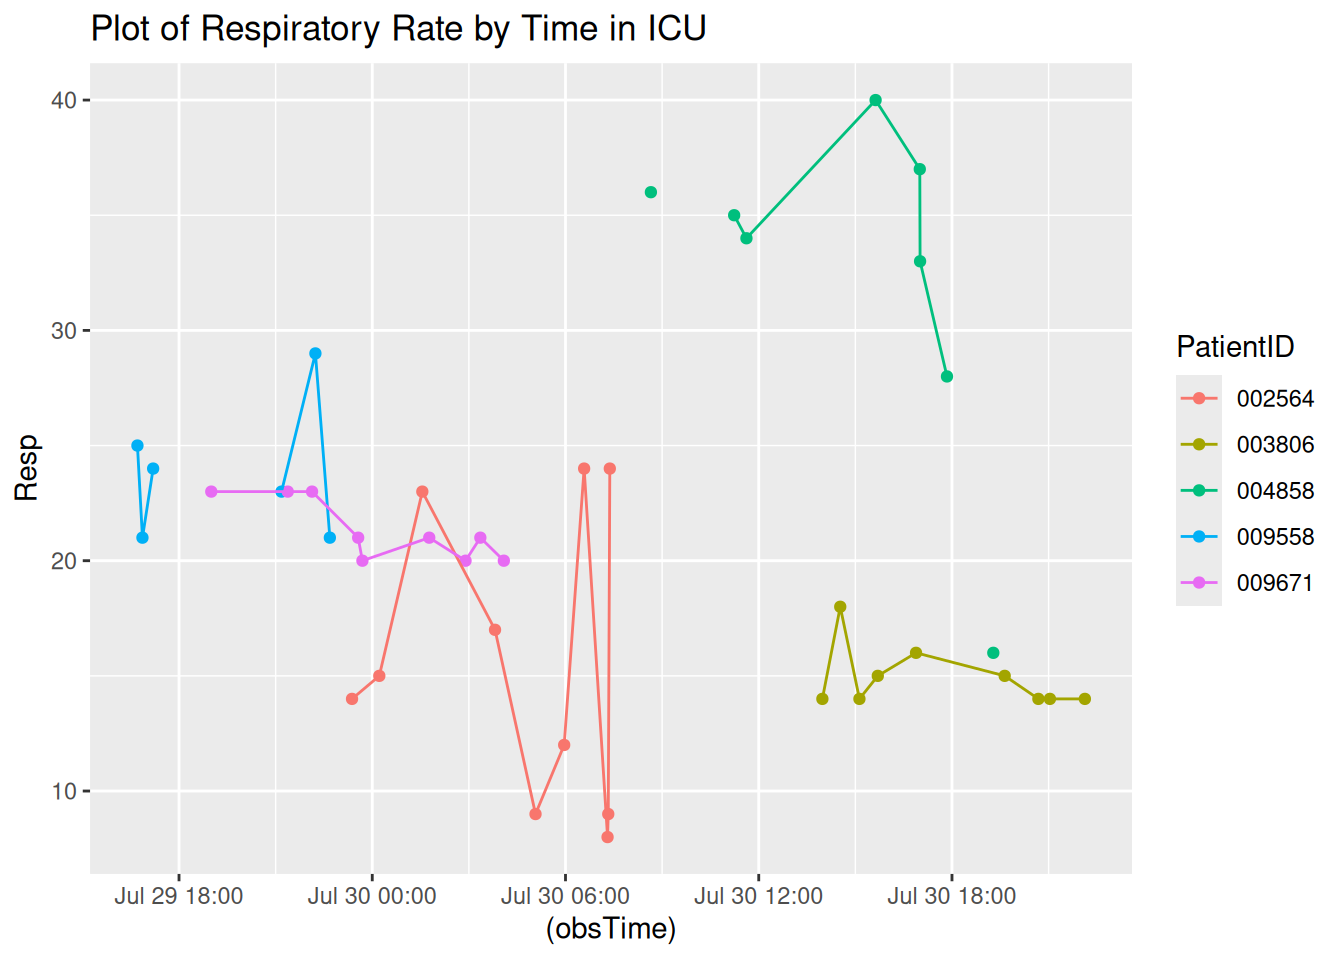 Plot of Respiratory Rate by Time in ICU
40
30
20
10
Resp
Jul 29 18:00 Jul 30 00:00 Jul 30 06:00 Jul 30 12:00 Jul 30 18:00
(obsTime)
PatientID
002564
003806
004858
009558
009671